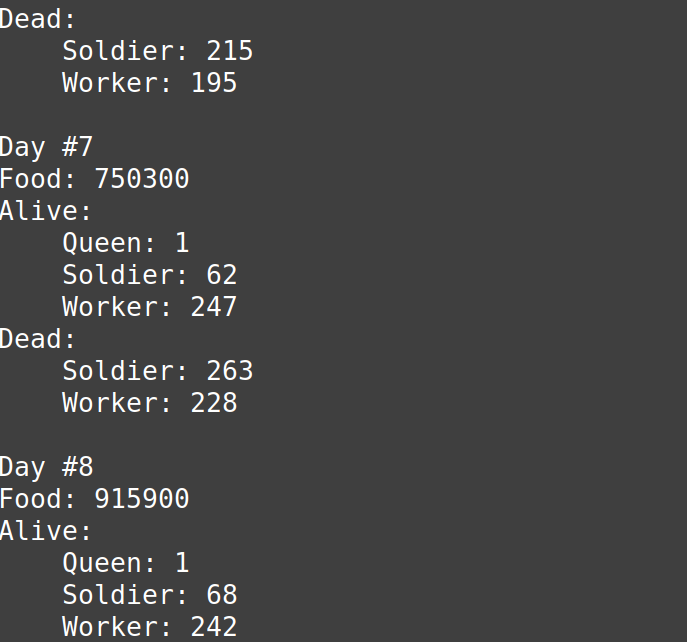 Dead:
    Soldier: 215
    Worker: 195

Day #7
Food: 750300
Alive:
    Queen: 1
    Soldier: 62
    Worker: 247
Dead:
    Soldier: 263
    Worker: 228

Day #8
Food: 915900
Alive:
    Queen: 1
    Soldier: 68
    Worker: 242